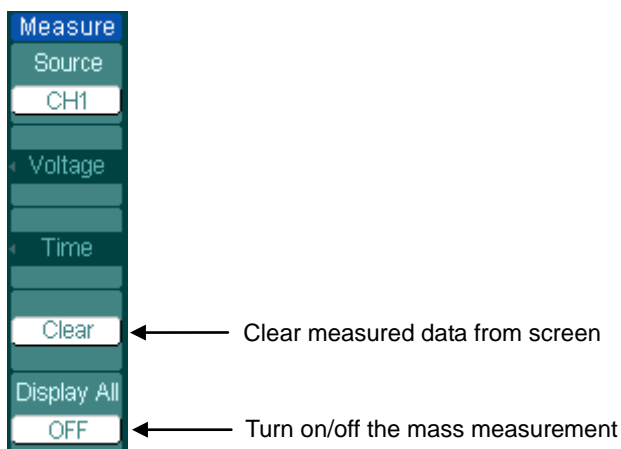 Measure
Source
CH1
Voltage
Time
Clear
Clear measured data from screen
Display All
OFF
Turn on/off the mass measurement